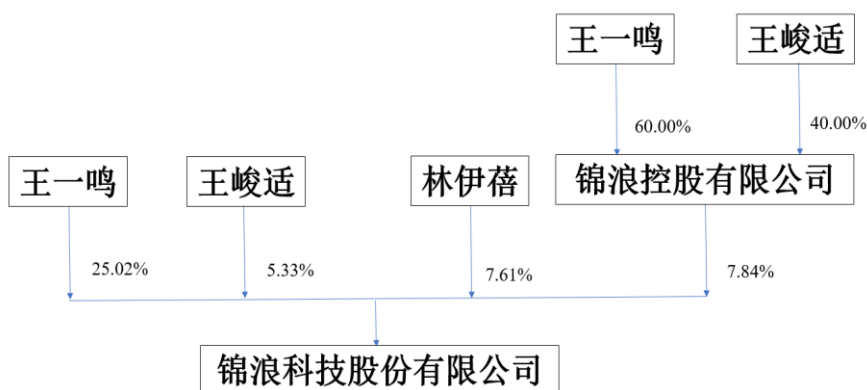 王一鸣 王峻适
60.00% 40.00%
王一鸣 王峻适 林伊蓓 锦浪控股有限公司
25.02% 5.33% 7.61% 7.84%
锦浪科技股份有限公司